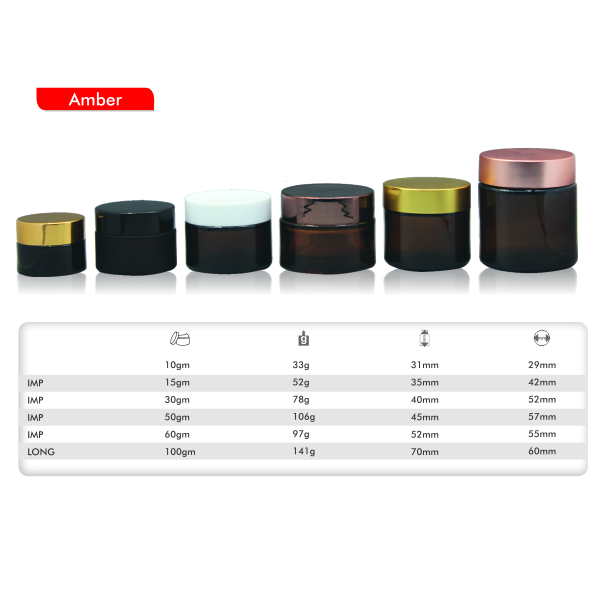 Amber
g
10gm 33g 31mm 29mm
IMP 15gm 52g 35mm 42mm
IMP 30gm 78g 40mm 52mm
IMP 50gm 106g 45mm 57mm
IMP 60gm 97g 52mm 55mm
LONG 100gm 141g 70mm 60mm